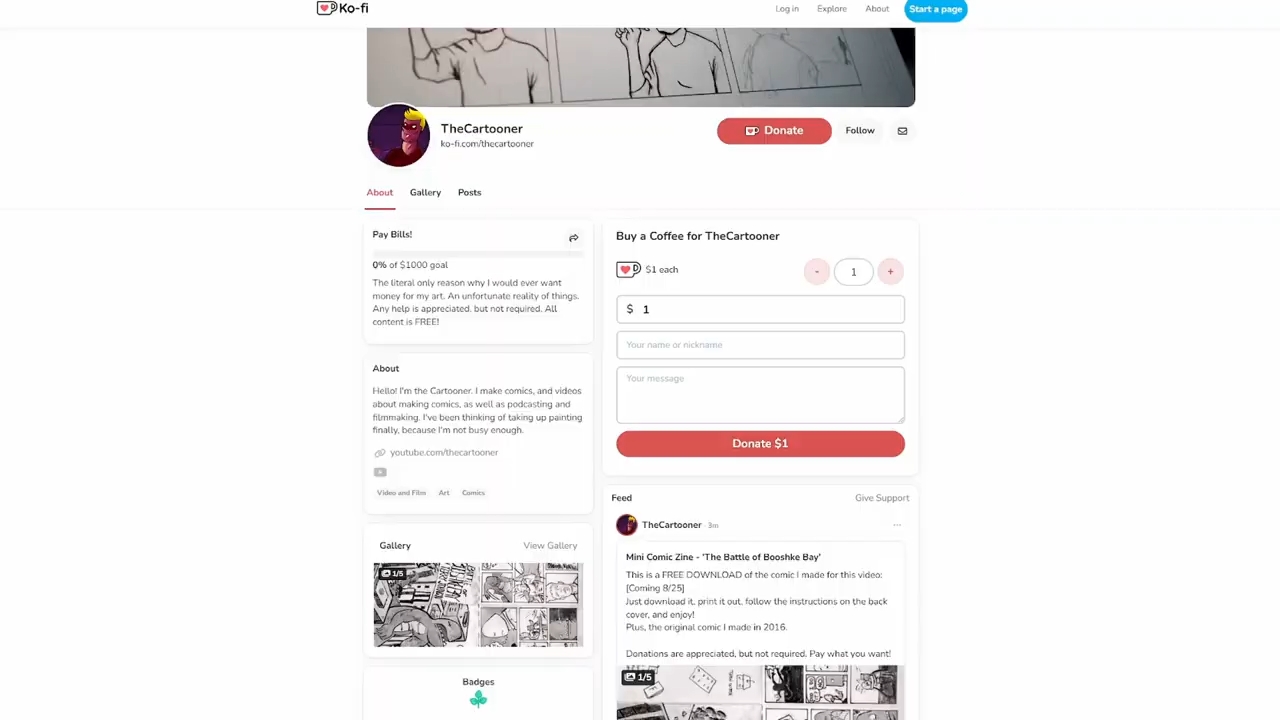 Ko-fi
Log in
Explore
About
Start a page
TheCartooner
ko-fi.com/thecartooner
Donate
Follow
About
Gallery
Posts
Pay Bills!
0% of $1000 goal
The literal only reason why I would ever want
money for my art. An unfortunate reality of things.
Any help is appreciated, but not required. All
content is FREE!
About
Hello! I'm the Cartooner. I make comics, and videos
about making comics, as well as podcasting and
filmmaking. I've been thinking of taking up painting
finally, because I'm not busy enough.
youtube.com/thecartooner
Video and Film
Art
Comics
Gallery
View Gallery
1/5
Badges
Buy a Coffee for TheCartooner
$1 each
-
1
+
$ 1
Your name or nickname
Your message
Donate $1
Feed
Give Support
TheCartooner · 3m
Mini Comic Zine - 'The Battle of Booshke Bay'
This is a FREE DOWNLOAD of the comic I made for this video:
[Coming 8/25]
Just download it, print it out, follow the instructions on the back
cover, and enjoy!
Plus, the original comic I made in 2016.
Donations are appreciated, but not required. Pay what you want!
1/5